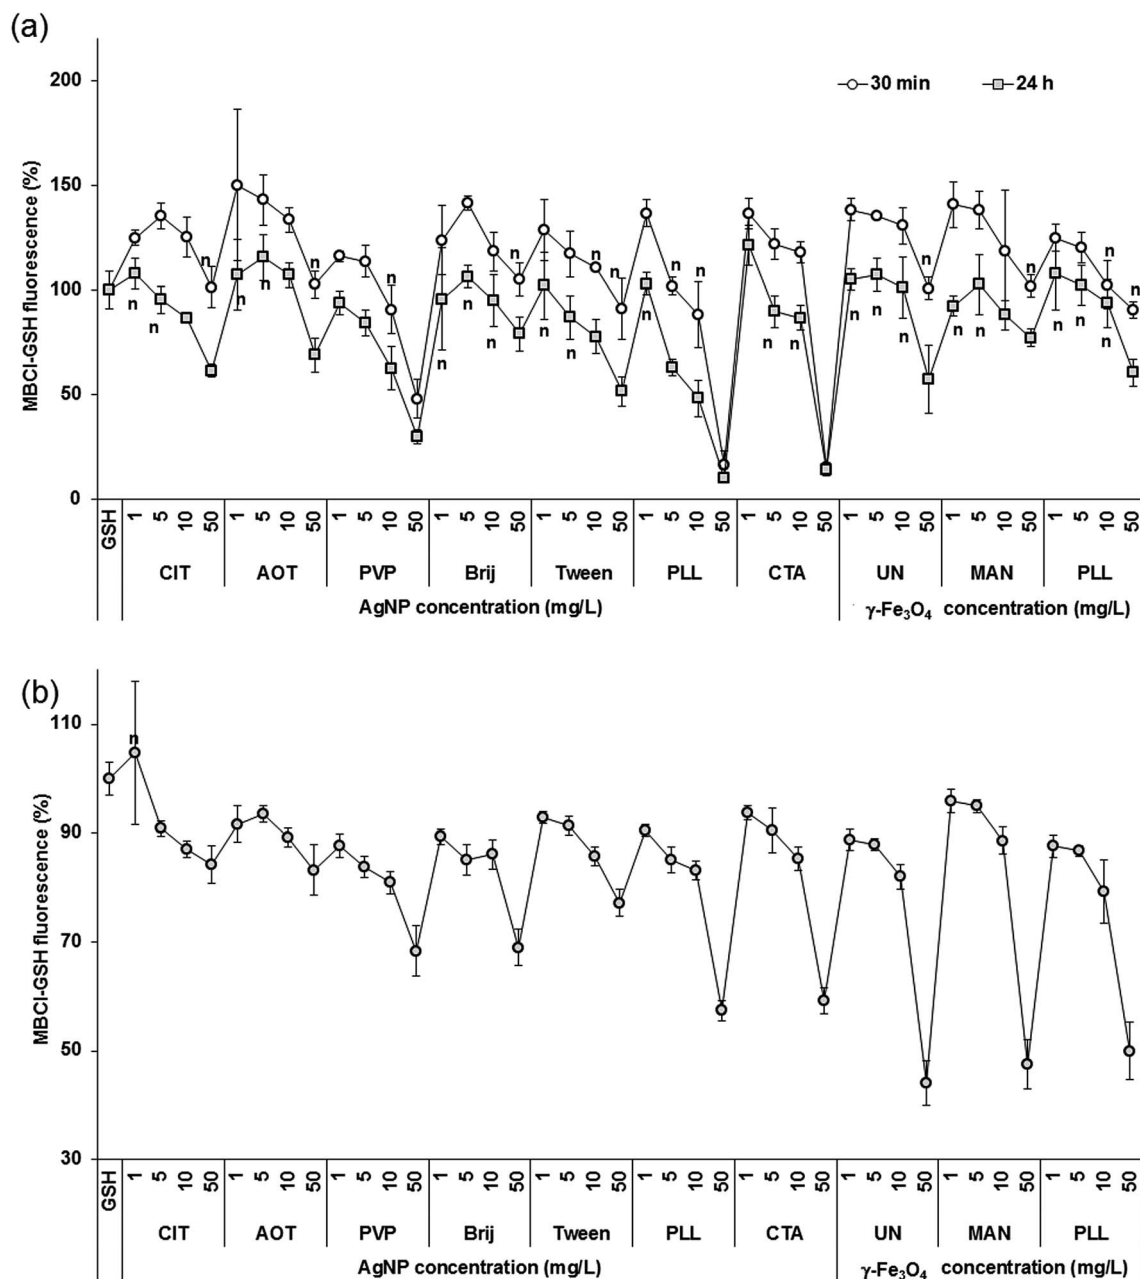 (a)
200
150
100
50
0
MBCl-GSH fluorescence (%)
30 min 24 h
n n n n n n n n
n n n n n n n n n n n n n n n n n n n
GSH 1 5 10 50 1 5 10 50 1 5 10 50 1 5 10 50 1 5 10 50 1 5 10 50 1 5 10 50 1 5 10 50 1 5 10 50 1 5 10 50
CIT AOT PVP Brij Tween PLL CTA UN MAN PLL
AgNP concentration (mg/L) γ-Fe₃O₄ concentration (mg/L)
(b)
110
90
70
50
30
MBCl-GSH fluorescence (%)
n
GSH 1 5 10 50 1 5 10 50 1 5 10 50 1 5 10 50 1 5 10 50 1 5 10 50 1 5 10 50 1 5 10 50 1 5 10 50 1 5 10 50
CIT AOT PVP Brij Tween PLL CTA UN MAN PLL
AgNP concentration (mg/L) γ-Fe₃O₄ concentration (mg/L)